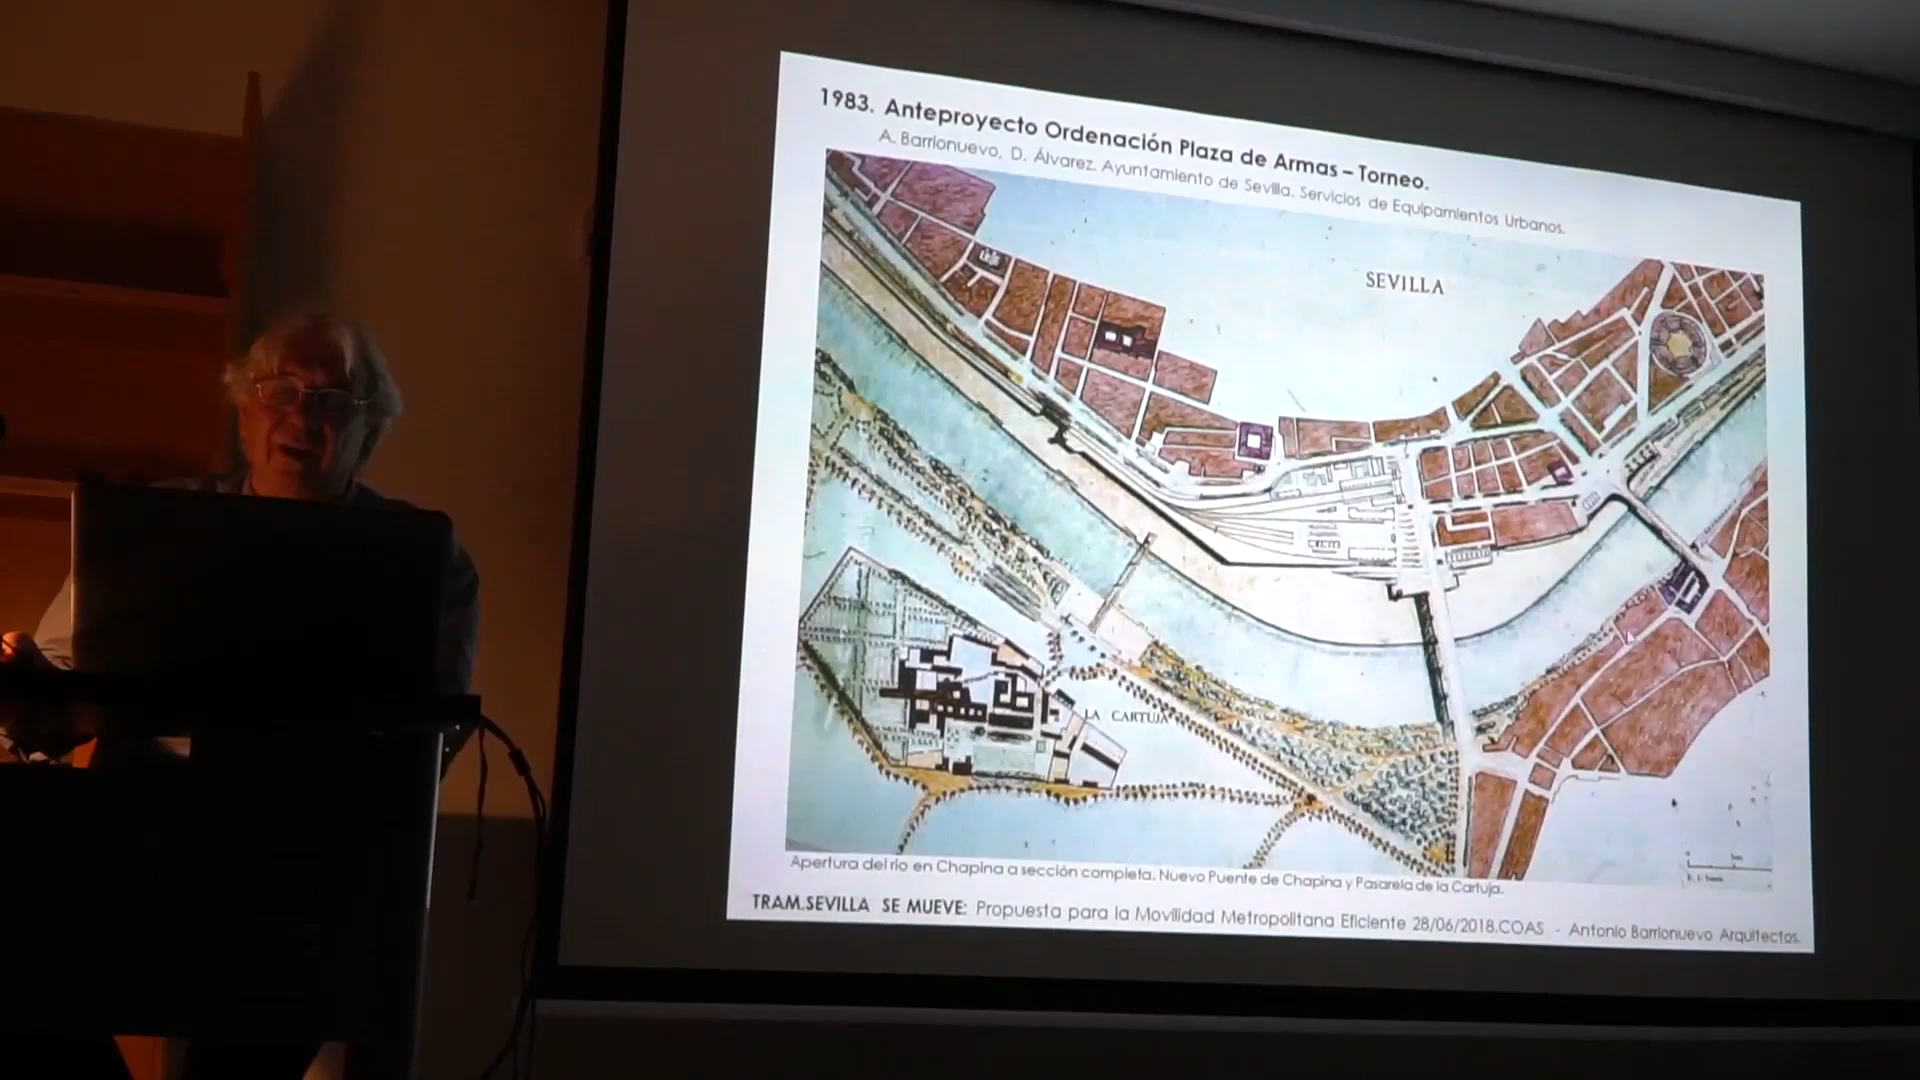 1983. Anteproyecto Ordenación Plaza de Armas – Torneo.
A. Barrionuevo, D. Álvarez. Ayuntamiento de Sevilla. Servicios de Equipamientos Urbanos.
SEVILLA
LA CARTUJA
Apertura del río en Chapina a sección completa. Nuevo Puente de Chapina y Pasarela de la Cartuja.
TRAM.SEVILLA SE MUEVE: Propuesta para la Movilidad Metropolitana Eficiente 28/06/2018.COAS - Antonio Barrionuevo Arquitectos.